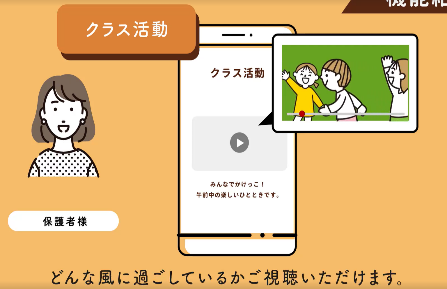 機能紹
クラス活動
クラス活動
みんなでかけっこ！
午前中の楽しいひとときです。
保護者様
どんな風に過ごしているかご視聴いただけます。